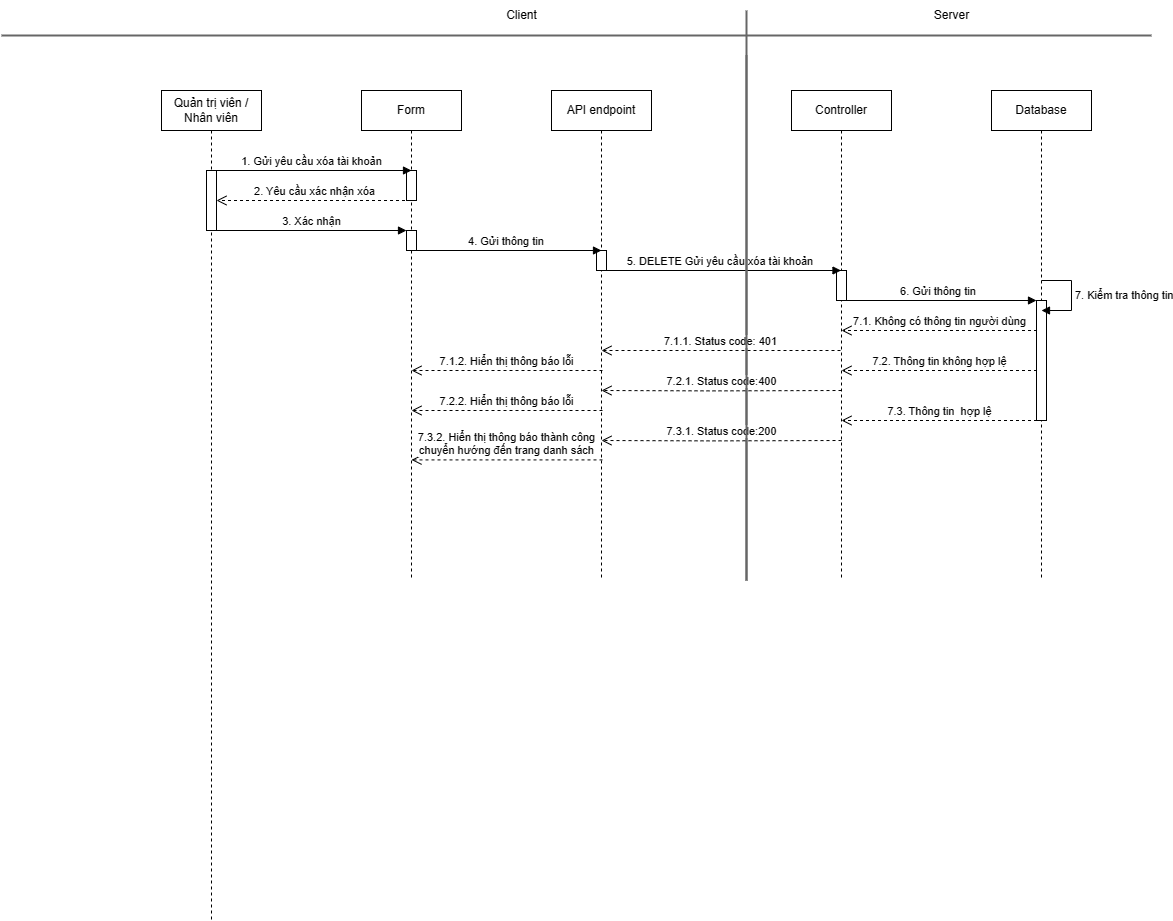 Client
Server
Quản trị viên /
Nhân viên
Form
API endpoint
Controller
Database
1. Gửi yêu cầu xóa tài khoản
2. Yêu cầu xác nhận xóa
3. Xác nhận
4. Gửi thông tin
5. DELETE Gửi yêu cầu xóa tài khoản
6. Gửi thông tin
7. Kiểm tra thông tin
7.1. Không có thông tin người dùng
7.1.1. Status code: 401
7.1.2. Hiển thị thông báo lỗi
7.2. Thông tin không hợp lệ
7.2.1. Status code:400
7.2.2. Hiển thị thông báo lỗi
7.3. Thông tin  hợp lệ
7.3.1. Status code:200
7.3.2. Hiển thị thông báo thành công
chuyển hướng đến trang danh sách